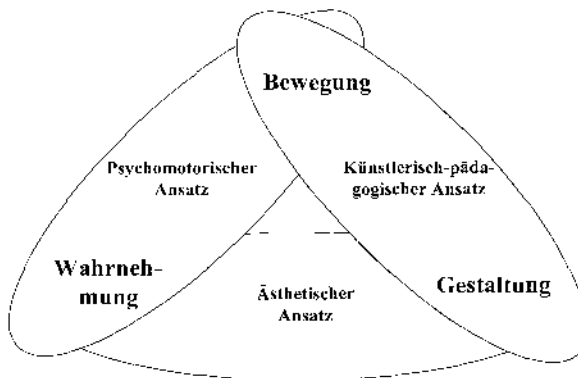 Bewegung
Psychomotorischer
Ansatz
Künstlerisch-päda-
gogischer Ansatz
Wahrneh-
mung
Ästhetischer
Ansatz
Gestaltung